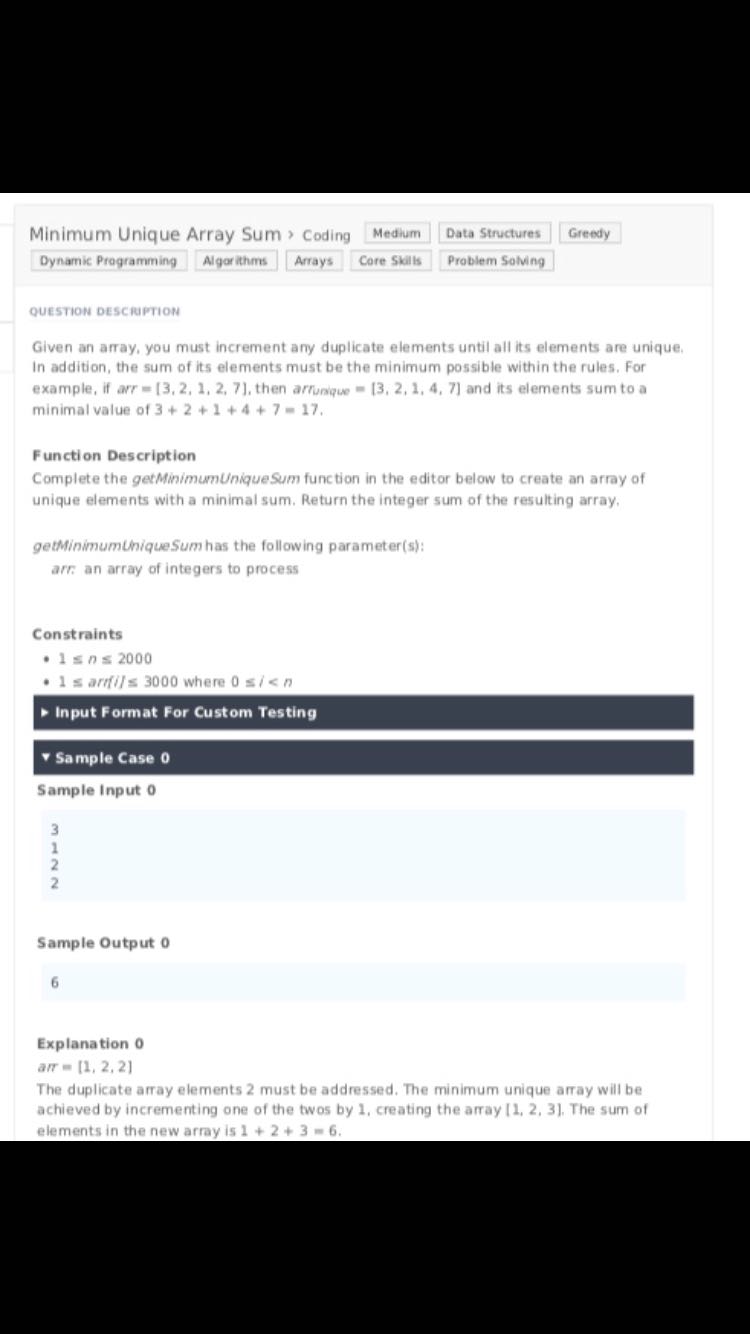 Minimum Unique Array Sum › Coding Medium Data Structures Greedy
Dynamic Programming Algorithms Arrays Core Skills Problem Solving
QUESTION DESCRIPTION
Given an array, you must increment any duplicate elements until all its elements are unique.
In addition, the sum of its elements must be the minimum possible within the rules. For
example, if arr = [3, 2, 1, 2, 7], then arrunique = [3, 2, 1, 4, 7] and its elements sum to a
minimal value of 3 + 2 + 1 + 4 + 7 = 17.
Function Description
Complete the getMinimumUniqueSum function in the editor below to create an array of
unique elements with a minimal sum. Return the integer sum of the resulting array.
getMinimumUniqueSum has the following parameter(s):
arr: an array of integers to process
Constraints
• 1 ≤ n ≤ 2000
• 1 ≤ arr[i] ≤ 3000 where 0 ≤ i < n
▸ Input Format For Custom Testing
▾ Sample Case 0
Sample Input 0
3
1
2
2
Sample Output 0
6
Explanation 0
arr = [1, 2, 2]
The duplicate array elements 2 must be addressed. The minimum unique array will be
achieved by incrementing one of the twos by 1, creating the array [1, 2, 3]. The sum of
elements in the new array is 1 + 2 + 3 = 6.